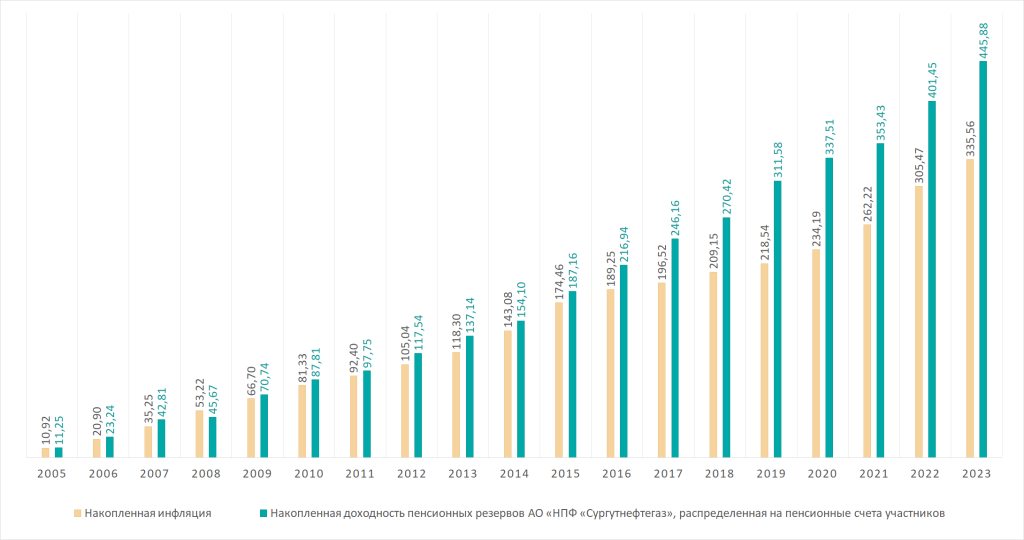 10,92 11,25 20,90 23,24 35,25 42,81 53,22 45,67 66,70 70,74 81,33 87,81 92,40 97,75 105,04 117,54 118,30 137,14 143,08 154,10 174,46 187,16 189,25 216,94 196,52 246,16 209,15 270,42 218,54 311,58 234,19 337,51 262,22 353,43 305,47 401,45 335,56 445,88
2005 2006 2007 2008 2009 2010 2011 2012 2013 2014 2015 2016 2017 2018 2019 2020 2021 2022 2023
Накопленная инфляция Накопленная доходность пенсионных резервов АО «НПФ «Сургутнефтегаз», распределенная на пенсионные счета участников